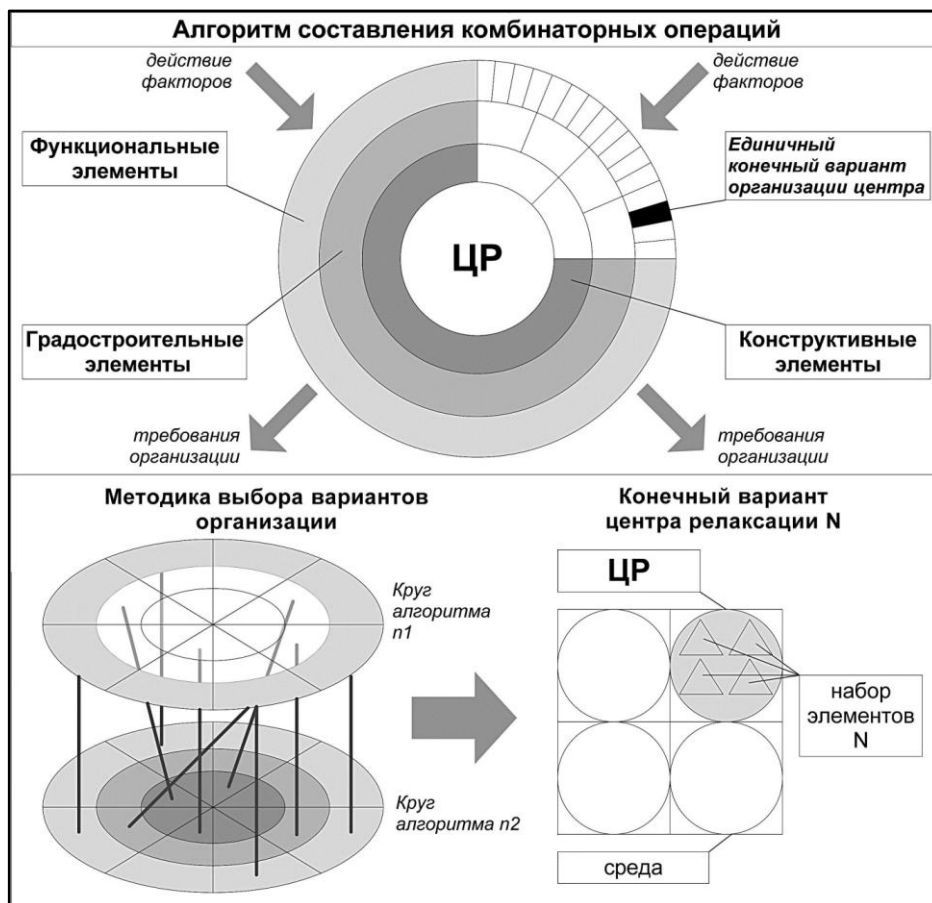 Алгоритм составления комбинаторных операций
действие
факторов
действие
факторов
Функциональные
элементы
Единичный
конечный вариант
организации центра
ЦР
Градостроительные
элементы
Конструктивные
элементы
требования
организации
требования
организации
Методика выбора вариантов
организации
Круг
алгоритма
n1
Круг
алгоритма n2
Конечный вариант
центра релаксации N
ЦР
набор
элементов
N
среда